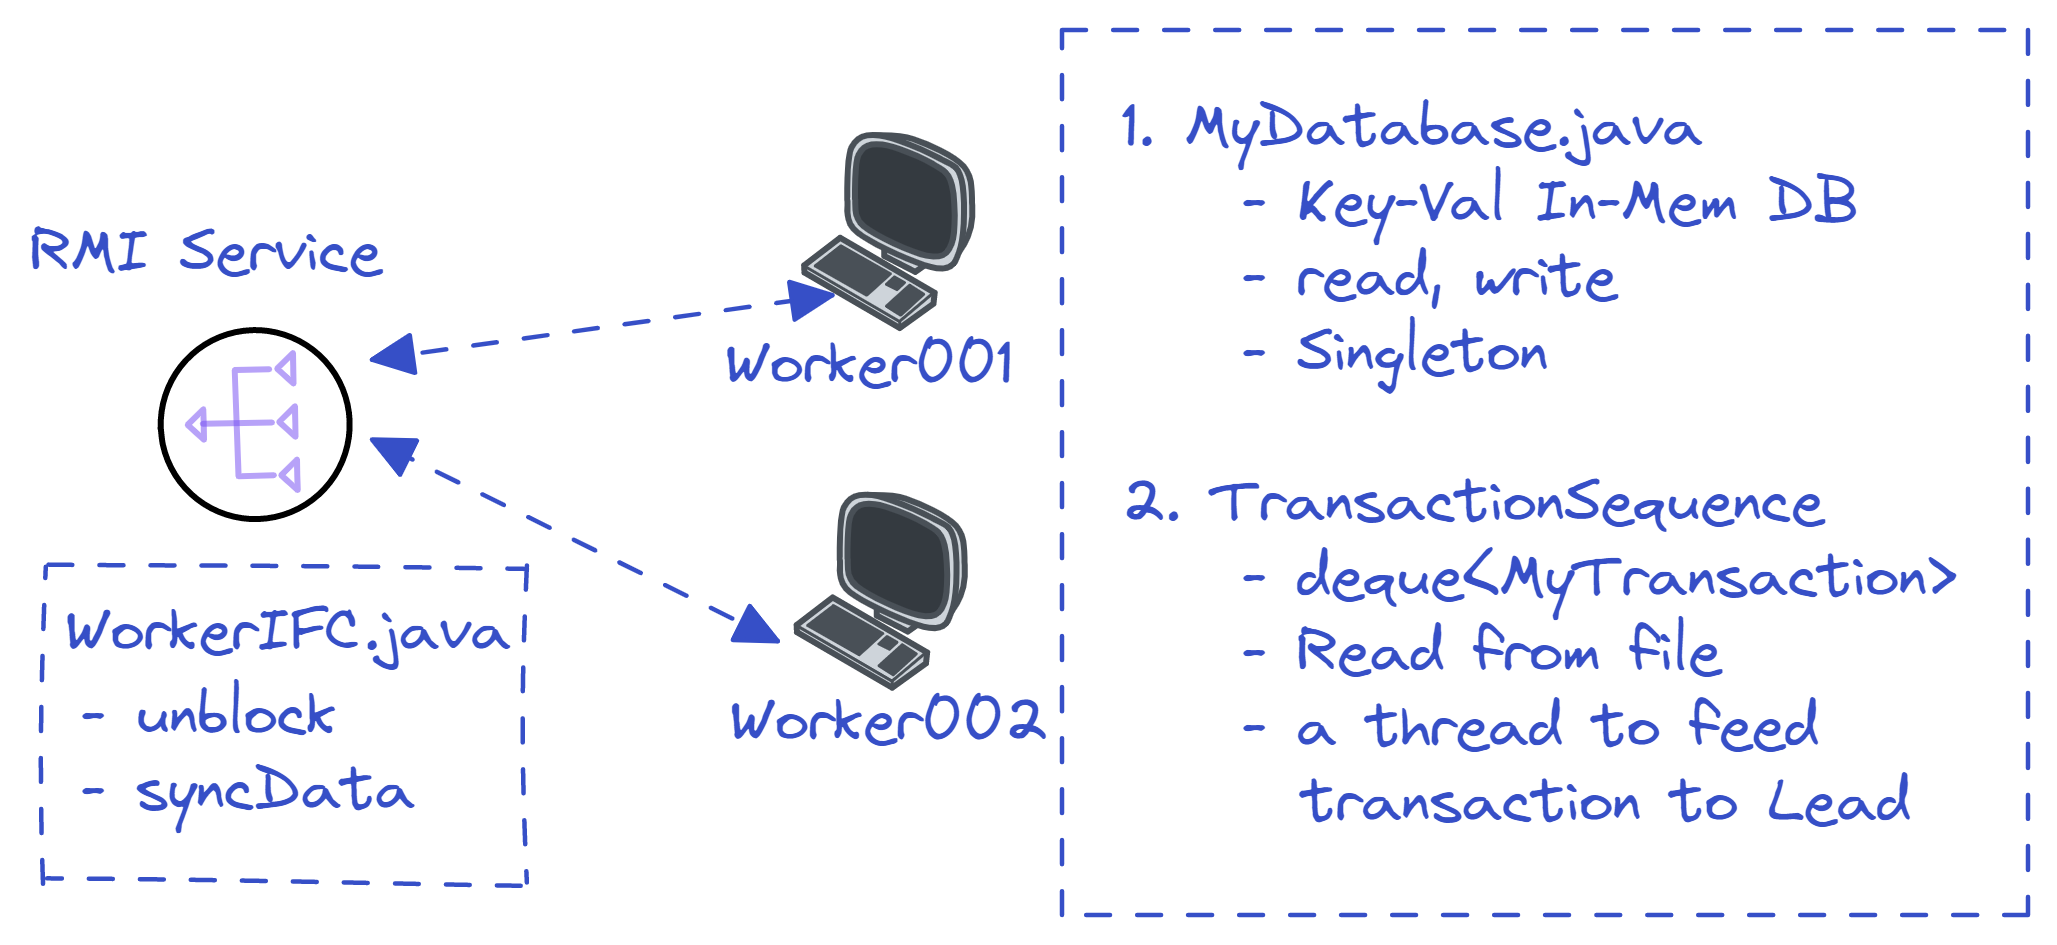 RMI Service
WorkerIFC.java
- unblock
- syncData
Worker001
Worker002
1. MyDatabase.java
- Key-Val In-Mem DB
- read, write
- Singleton
2. TransactionSequence
- deque<MyTransaction>
- Read from file
- a thread to feed
transaction to Lead